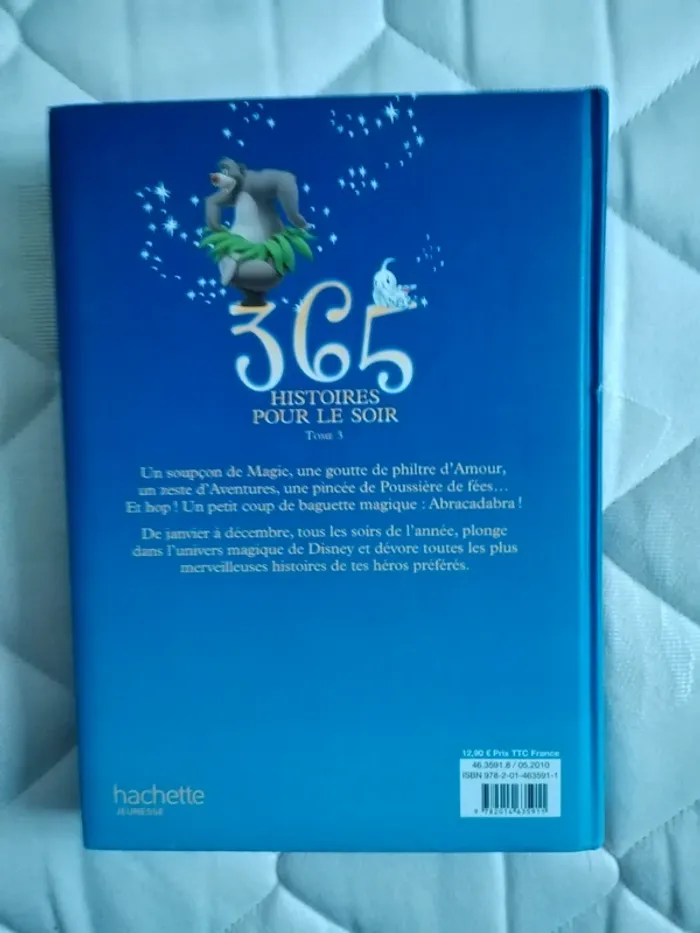 365
HISTOIRES
POUR LE SOIR
Tome 3
Un soupçon de Magie, une goutte de philtre d'Amour,
un zeste d'Aventures, une pincée de Poussière de fées...
Et hop ! Un petit coup de baguette magique : Abracadabra !
De janvier à décembre, tous les soirs de l'année, plonge
dans l'univers magique de Disney et dévore toutes les plus
merveilleuses histoires de tes héros préférés.
12,90 € Prix TTC France
46.3591.8 / 05.2010
ISBN 978-2-01-463591-1
9 782014 635911
hachette
JEUNESSE